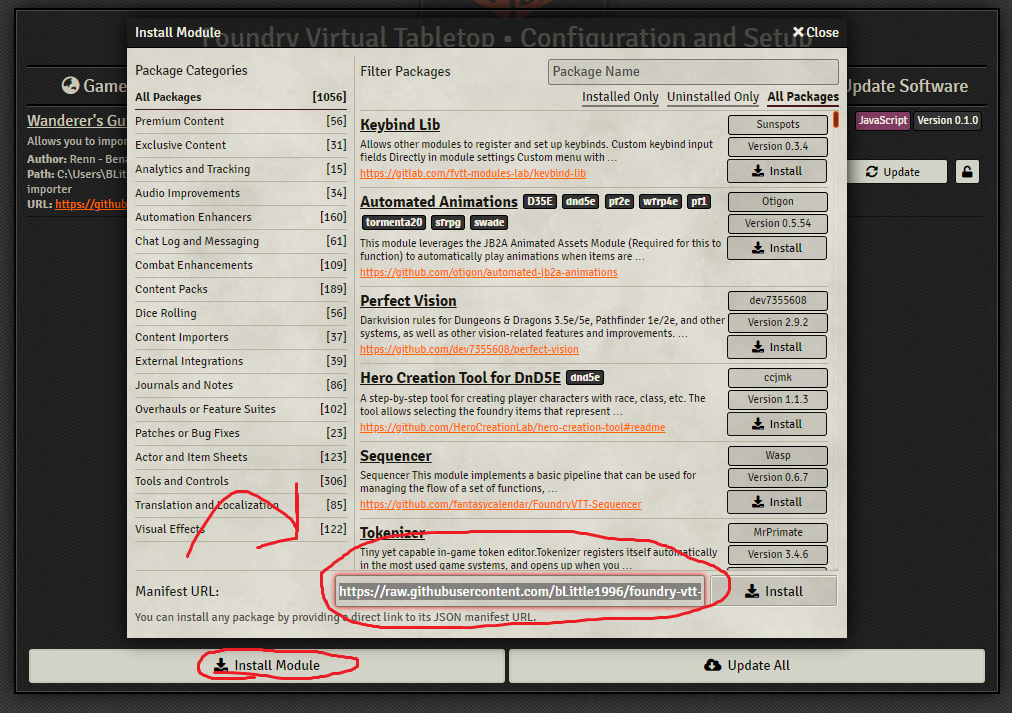 Foundry Virtual Tabletop • Configuration and Setup
Install Module
Close
Game
Update Software
Wanderer's Gu
Allows you to impor
Author: Renn - Bena
Path: C:\Users\BLit
importer
URL: https://github
JavaScript
Version 0.1.0
Update
Package Categories
All Packages [1056]
Premium Content [56]
Exclusive Content [31]
Analytics and Tracking [15]
Audio Improvements [34]
Automation Enhancers [160]
Chat Log and Messaging [61]
Combat Enhancements [109]
Content Packs [189]
Dice Rolling [56]
Content Importers [37]
External Integrations [39]
Journals and Notes [86]
Overhauls or Feature Suites [102]
Patches or Bug Fixes [23]
Actor and Item Sheets [123]
Tools and Controls [306]
Translation and Localization [85]
Visual Effects [122]
Filter Packages
Package Name
Installed Only Uninstalled Only All Packages
Keybind Lib
Allows other modules to register and set up keybinds. Custom keybind input
fields Directly in module settings Custom menu with ...
https://gitlab.com/fvtt-modules-lab/keybind-lib
Sunspots
Version 0.3.4
Install
Automated Animations D35E dnd5e pf2e wfrp4e pf1
tormenta20 sfrpg swade
This module leverages the JB2A Animated Assets Module (Required for this to
function) to automatically play animations when items are ...
https://github.com/otigon/automated-jb2a-animations
Otigon
Version 0.5.54
Install
Perfect Vision
Darkvision rules for Dungeons & Dragons 3.5e/5e, Pathfinder 1e/2e, and other
systems, as well as other vision-related features and improvements. ...
https://github.com/dev7355608/perfect-vision
dev7355608
Version 2.9.2
Install
Hero Creation Tool for DnD5E dnd5e
A step-by-step tool for creating player characters with race, class, etc. The
tool allows selecting the foundry items that represent ...
https://github.com/HeroCreationLab/hero-creation-tool#readme
ccjmk
Version 1.1.3
Install
Sequencer
Sequencer This module implements a basic pipeline that can be used for
managing the flow of a set of functions, ...
https://github.com/fantasycalendar/FoundryVTT-Sequencer
Wasp
Version 0.6.7
Install
Tokenizer
Tiny yet capable in-game token editor.Tokenizer registers itself automatically
in the most used game systems, and opens up when you ...
MrPrimate
Version 3.4.6
Manifest URL:
https://raw.githubusercontent.com/bLittle1996/foundry-vtt-
Install
You can install any package by providing a direct link to its JSON manifest URL.
Install Module
Update All